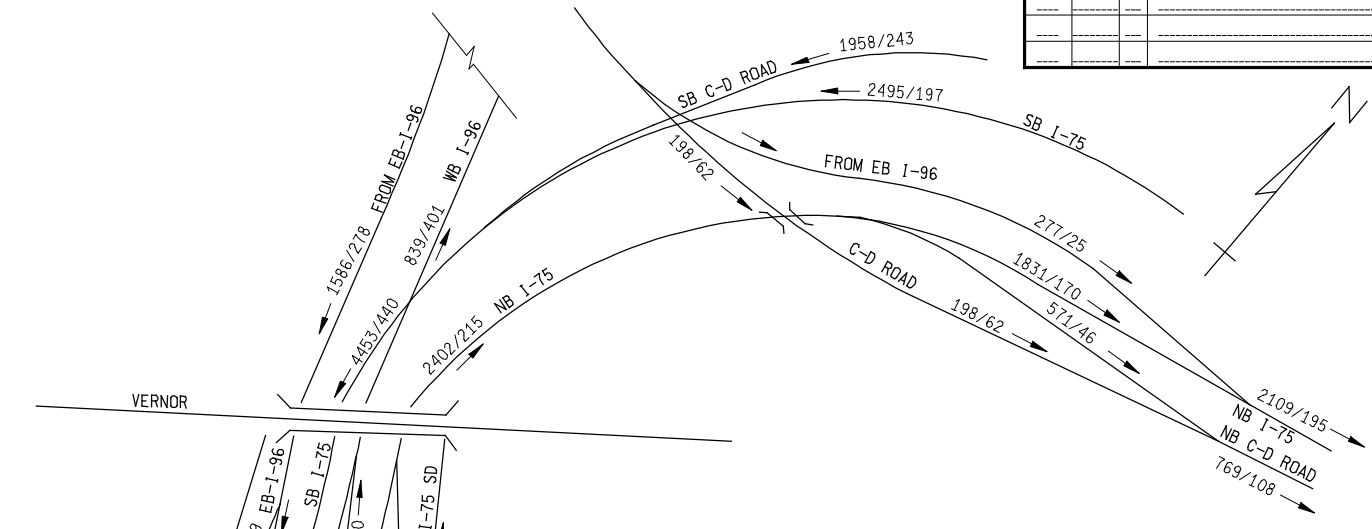 1958/243
SB C-D ROAD
2495/197
SB I-75
N
FROM EB-I-96
WB I-96
198/62
FROM EB I-96
1586/278
839/401
277/25
C-D ROAD
1831/170
NB I-75
198/62
571/46
4453/440
2402/215
VERNOR
2109/195
NB I-75
NB C-D ROAD
769/108
EB-I-96
SB I-75
I-75 SD